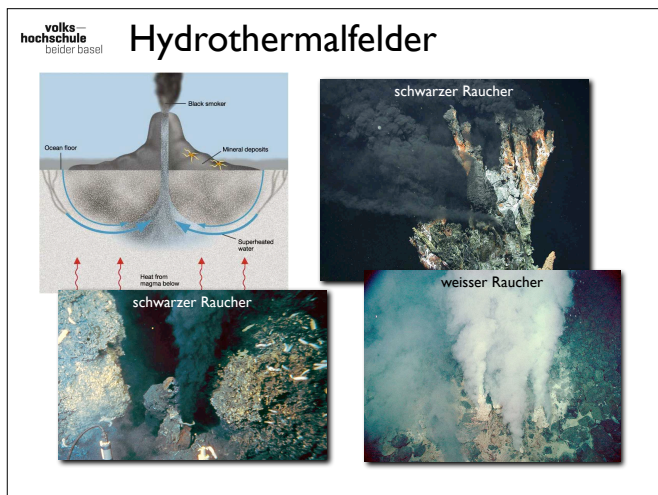 volks—
hochschule
beider basel
Hydrothermalfelder
Black smoker
Ocean floor
Mineral deposits
Superheated
water
Heat from
magma below
schwarzer Raucher
schwarzer Raucher
weisser Raucher